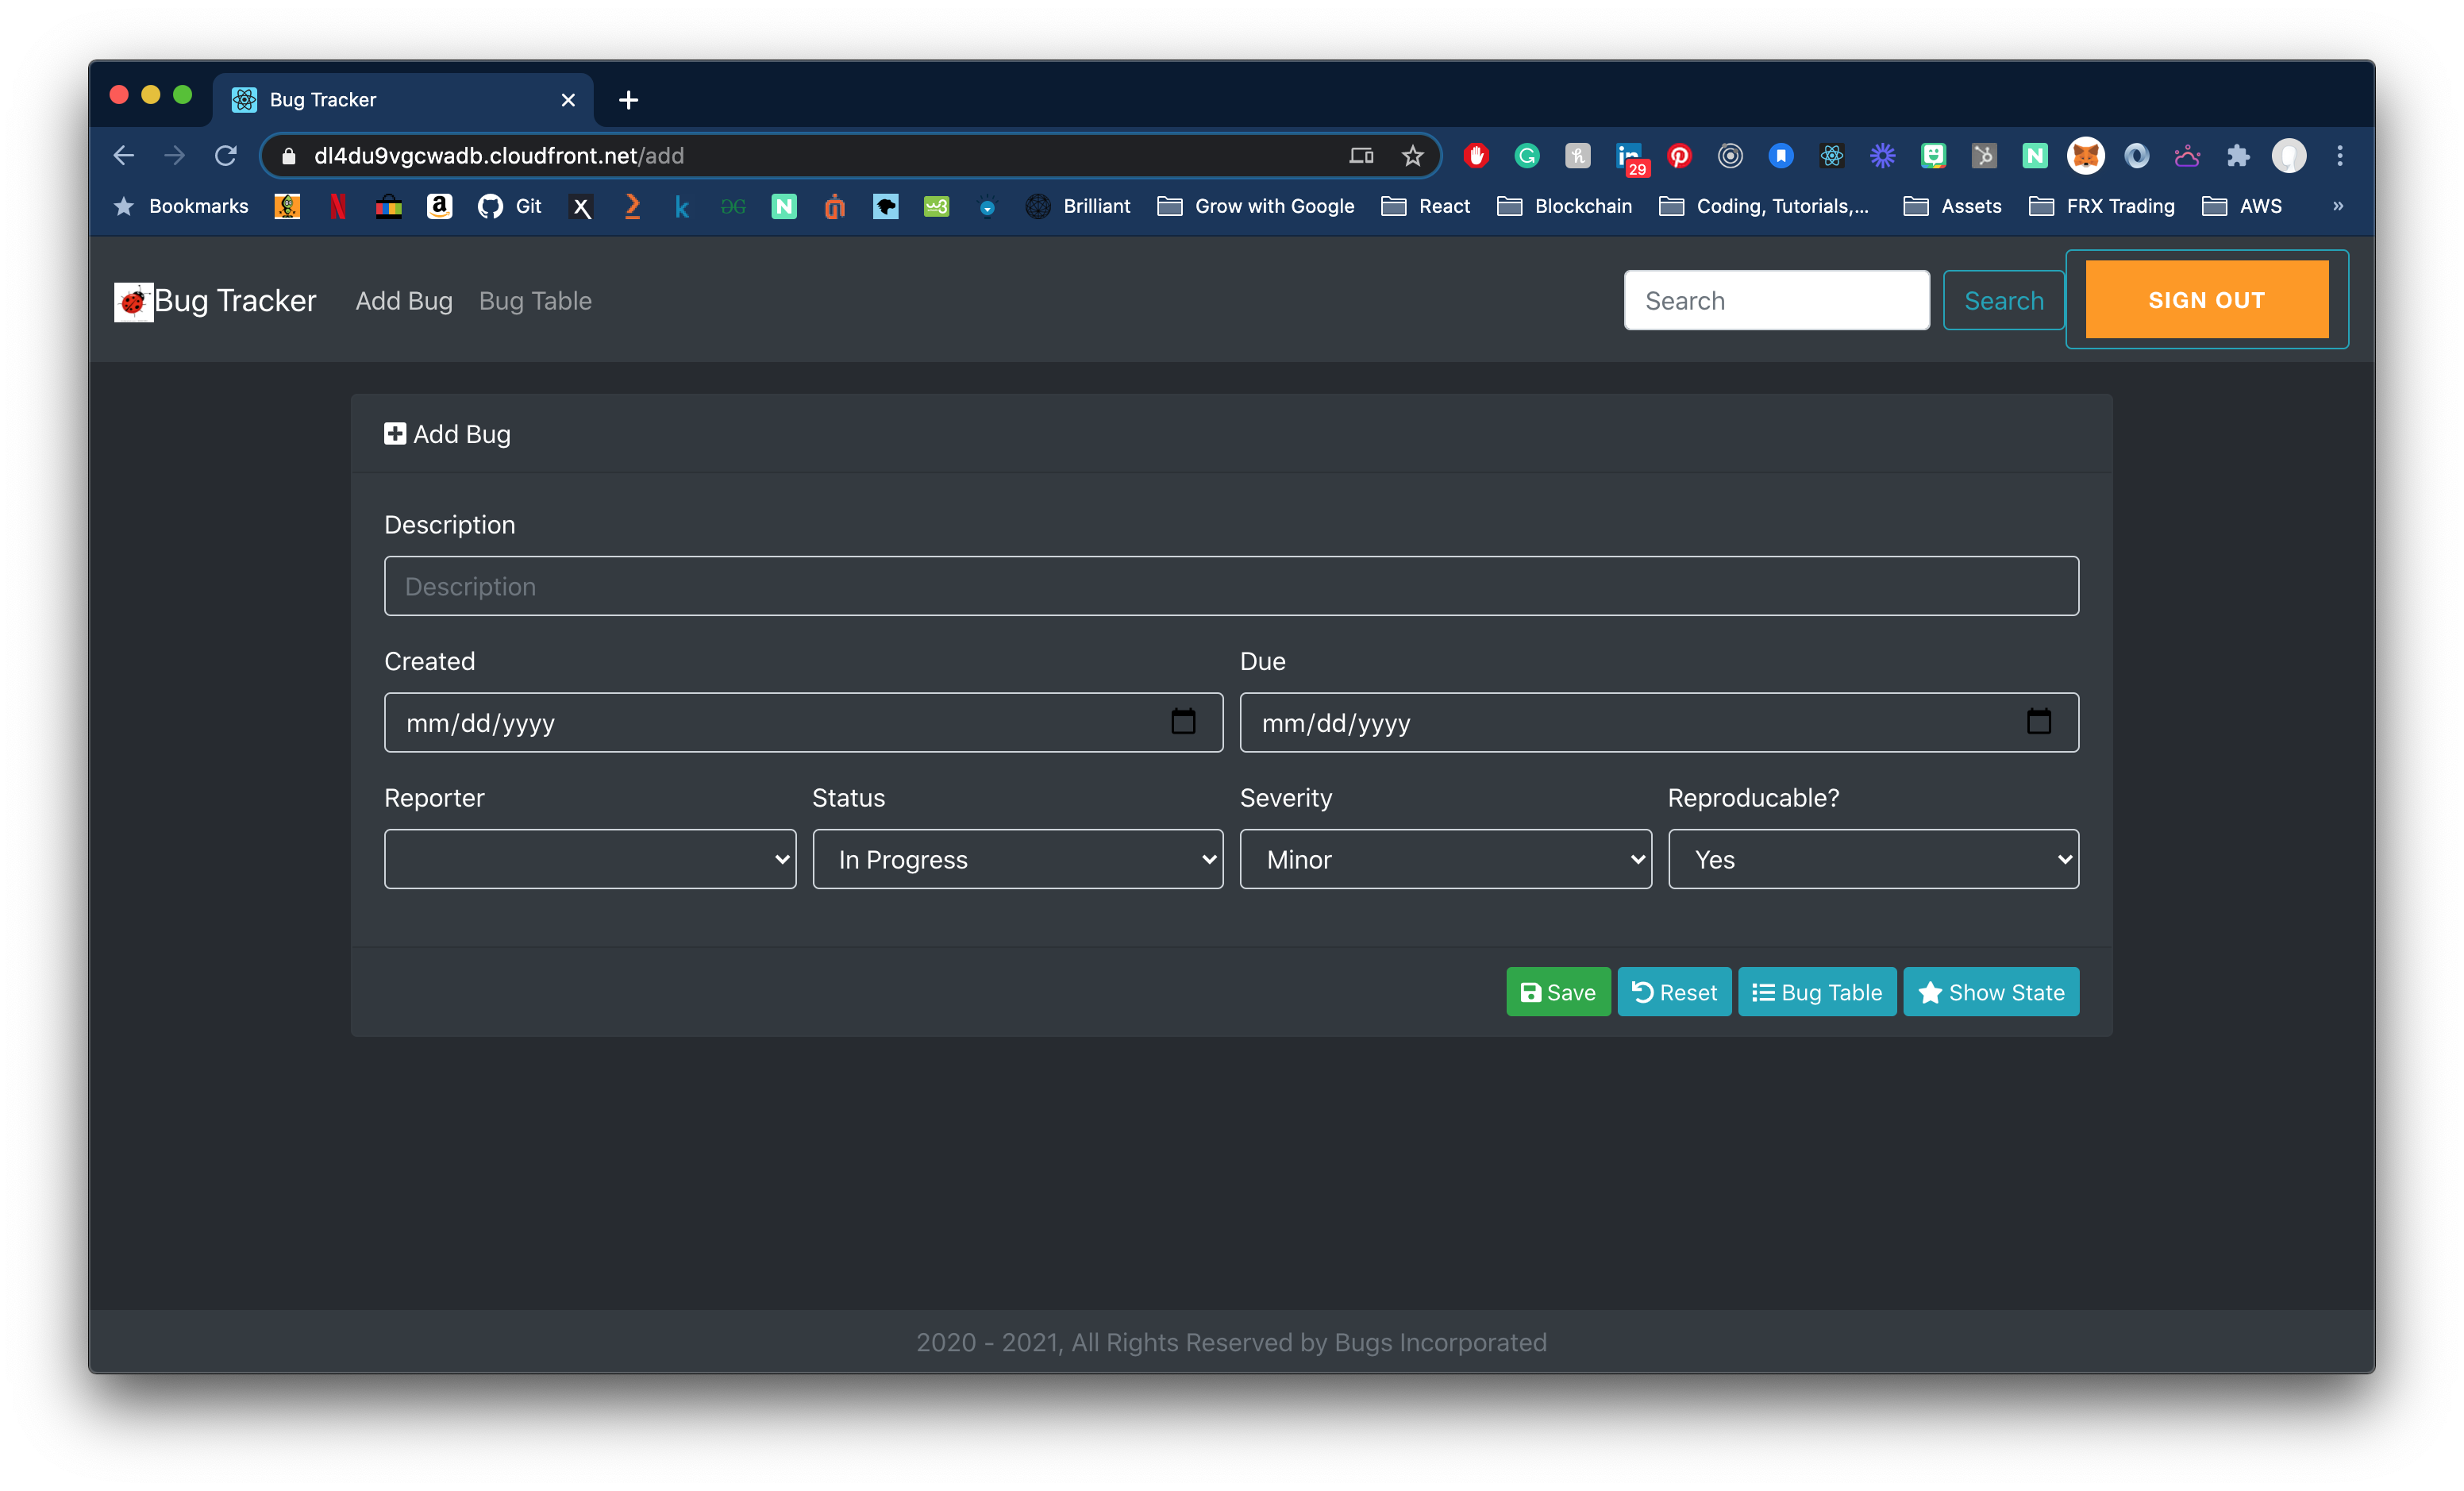 Bug Tracker
dl4du9vgcwadb.cloudfront.net/add
29
Bookmarks Git Brilliant Grow with Google React Blockchain Coding, Tutorials,... Assets FRX Trading AWS »
Bug Tracker Add Bug Bug Table Search Search SIGN OUT
Add Bug
Description
Description
Created Due
mm/dd/yyyy mm/dd/yyyy
Reporter Status Severity Reproducable?
In Progress Minor Yes
Save Reset Bug Table Show State
2020 - 2021, All Rights Reserved by Bugs Incorporated